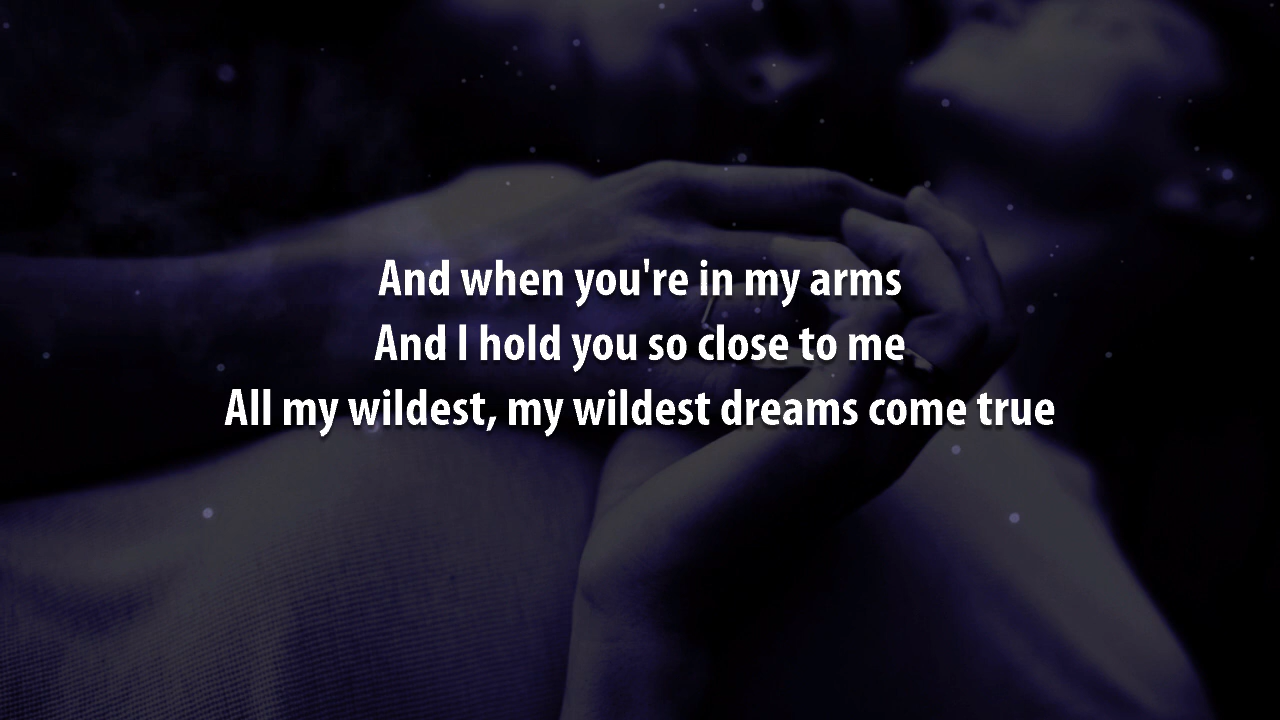 And when you're in my arms
And I hold you so close to me
All my wildest, my wildest dreams come true